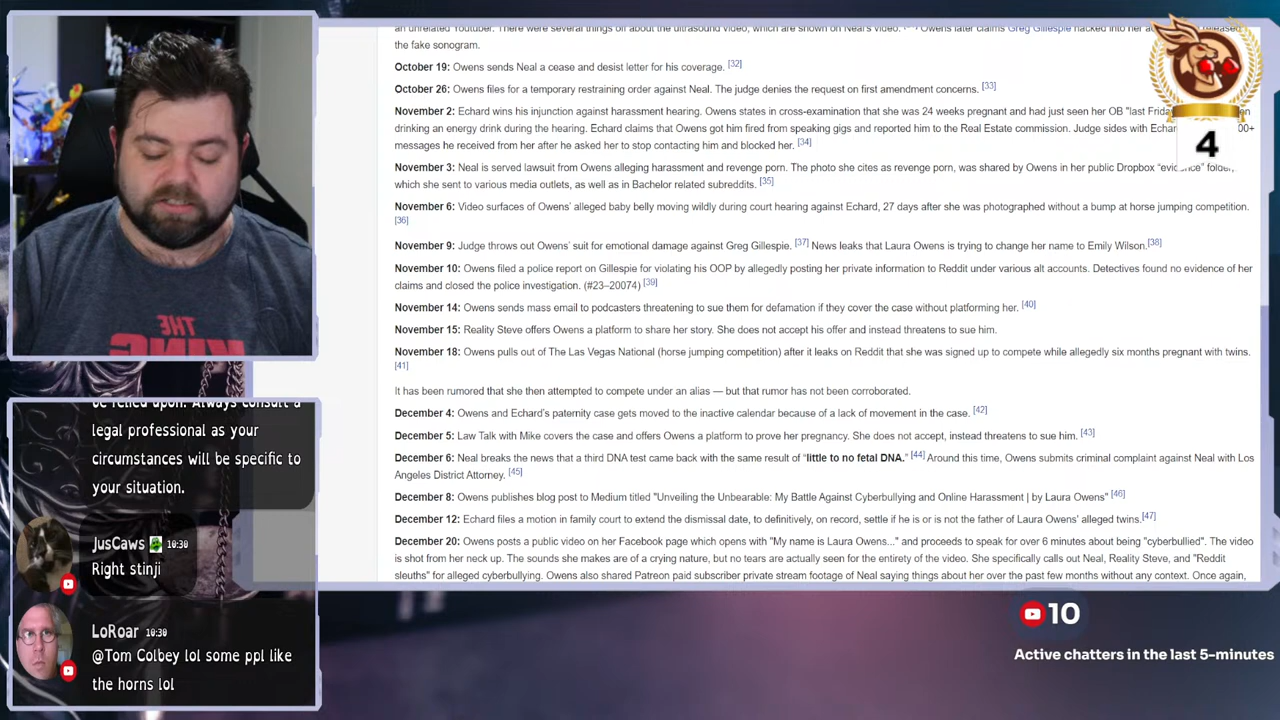 an unrelated Youtuber. There were several things off about the ultrasound video, which are shown on Neal's video. Owens later claims Greg Gillespie hacked into her
the fake sonogram.
October 19: Owens sends Neal a cease and desist letter for his coverage. [32]
October 26: Owens files for a temporary restraining order against Neal. The judge denies the request on first amendment concerns. [33]
November 2: Echard wins his injunction against harassment hearing. Owens states in cross-examination that she was 24 weeks pregnant and had just seen her OB "last
drinking an energy drink during the hearing. Echard claims that Owens got him fired from speaking gigs and reported him to the Real Estate commission. Judge sides with
messages he received from her after he asked her to stop contacting him and blocked her. [34]
November 3: Neal is served lawsuit from Owens alleging harassment and revenge porn. The photo she cites as revenge porn, was shared by Owens in her public Dropbox "evidence" folder,
which she sent to various media outlets, as well as in Bachelor related subreddits. [35]
November 6: Video surfaces of Owens' alleged baby belly moving wildly during court hearing against Echard, 27 days after she was photographed without a bump at horse jumping competition.
[36]
November 9: Judge throws out Owens' suit for emotional damage against Greg Gillespie. [37] News leaks that Laura Owens is trying to change her name to Emily Wilson.[38]
November 10: Owens filed a police report on Gillespie for violating his OOP by allegedly posting her private information to Reddit under various alt accounts. Detectives found no evidence of her
claims and closed the police investigation. (#23–20074) [39]
November 14: Owens sends mass email to podcasters threatening to sue them for defamation if they cover the case without platforming her. [40]
November 15: Reality Steve offers Owens a platform to share her story. She does not accept his offer and instead threatens to sue him.
November 18: Owens pulls out of The Las Vegas National (horse jumping competition) after it leaks on Reddit that she was signed up to compete while allegedly six months pregnant with twins.
[41]
It has been rumored that she then attempted to compete under an alias — but that rumor has not been corroborated.
December 4: Owens and Echard's paternity case gets moved to the inactive calendar because of a lack of movement in the case. [42]
December 5: Law Talk with Mike covers the case and offers Owens a platform to prove her pregnancy. She does not accept, instead threatens to sue him. [43]
December 6: Neal breaks the news that a third DNA test came back with the same result of "little to no fetal DNA." [44] Around this time, Owens submits criminal complaint against Neal with Los
Angeles District Attorney. [45]
December 8: Owens publishes blog post to Medium titled "Unveiling the Unbearable: My Battle Against Cyberbullying and Online Harassment | by Laura Owens" [46]
December 12: Echard files a motion in family court to extend the dismissal date, to definitively, on record, settle if he is or is not the father of Laura Owens' alleged twins.[47]
December 20: Owens posts a public video on her Facebook page which opens with "My name is Laura Owens..." and proceeds to speak for over 6 minutes about being "cyberbullied". The video
is shot from her neck up. The sounds she makes are of a crying nature, but no tears are actually seen for the entirety of the video. She specifically calls out Neal, Reality Steve, and "Reddit
sleuths" for alleged cyberbullying. Owens also shared Patreon paid subscriber private stream footage of Neal saying things about her over the past few months without any context. Once again,
4
THE
be relied upon. Always consult a
legal professional as your
circumstances will be specific to
your situation.
JusCaws 10:30
Right stinji
LoRoar 10:30
@Tom Colbey lol some ppl like
the horns lol
10
Active chatters in the last 5-minutes